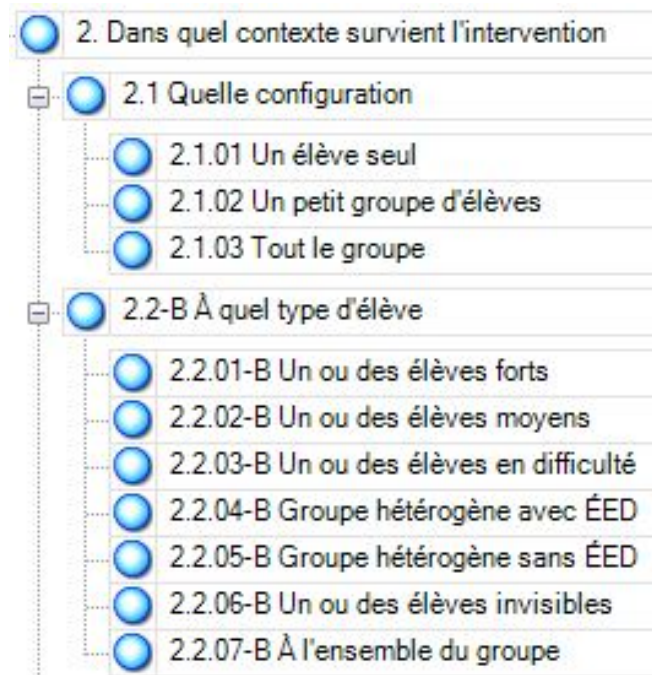 2. Dans quel contexte survient l'intervention
2.1 Quelle configuration
2.1.01 Un élève seul
2.1.02 Un petit groupe d'élèves
2.1.03 Tout le groupe
2.2-B À quel type d'élève
2.2.01-B Un ou des élèves forts
2.2.02-B Un ou des élèves moyens
2.2.03-B Un ou des élèves en difficulté
2.2.04-B Groupe hétérogène avec ÉED
2.2.05-B Groupe hétérogène sans ÉED
2.2.06-B Un ou des élèves invisibles
2.2.07-B À l'ensemble du groupe